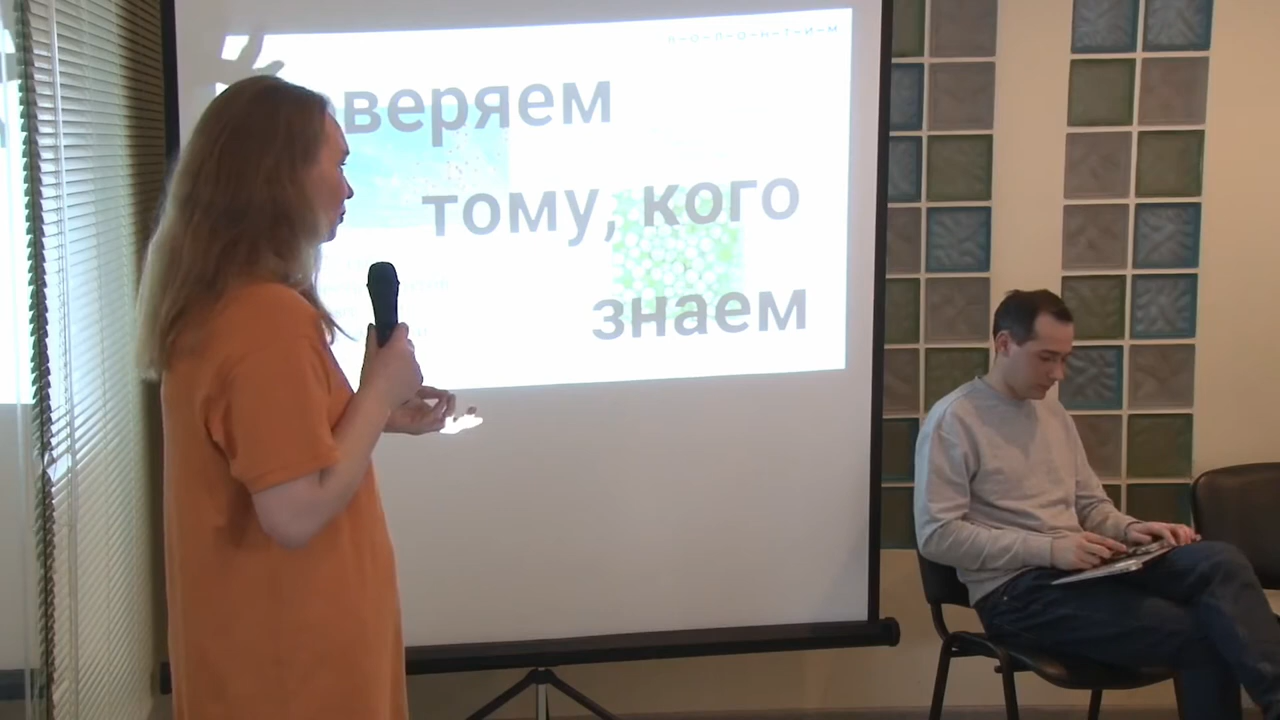 к–о–л–о–н–т–и–м
веряем
тому, кого
знаем